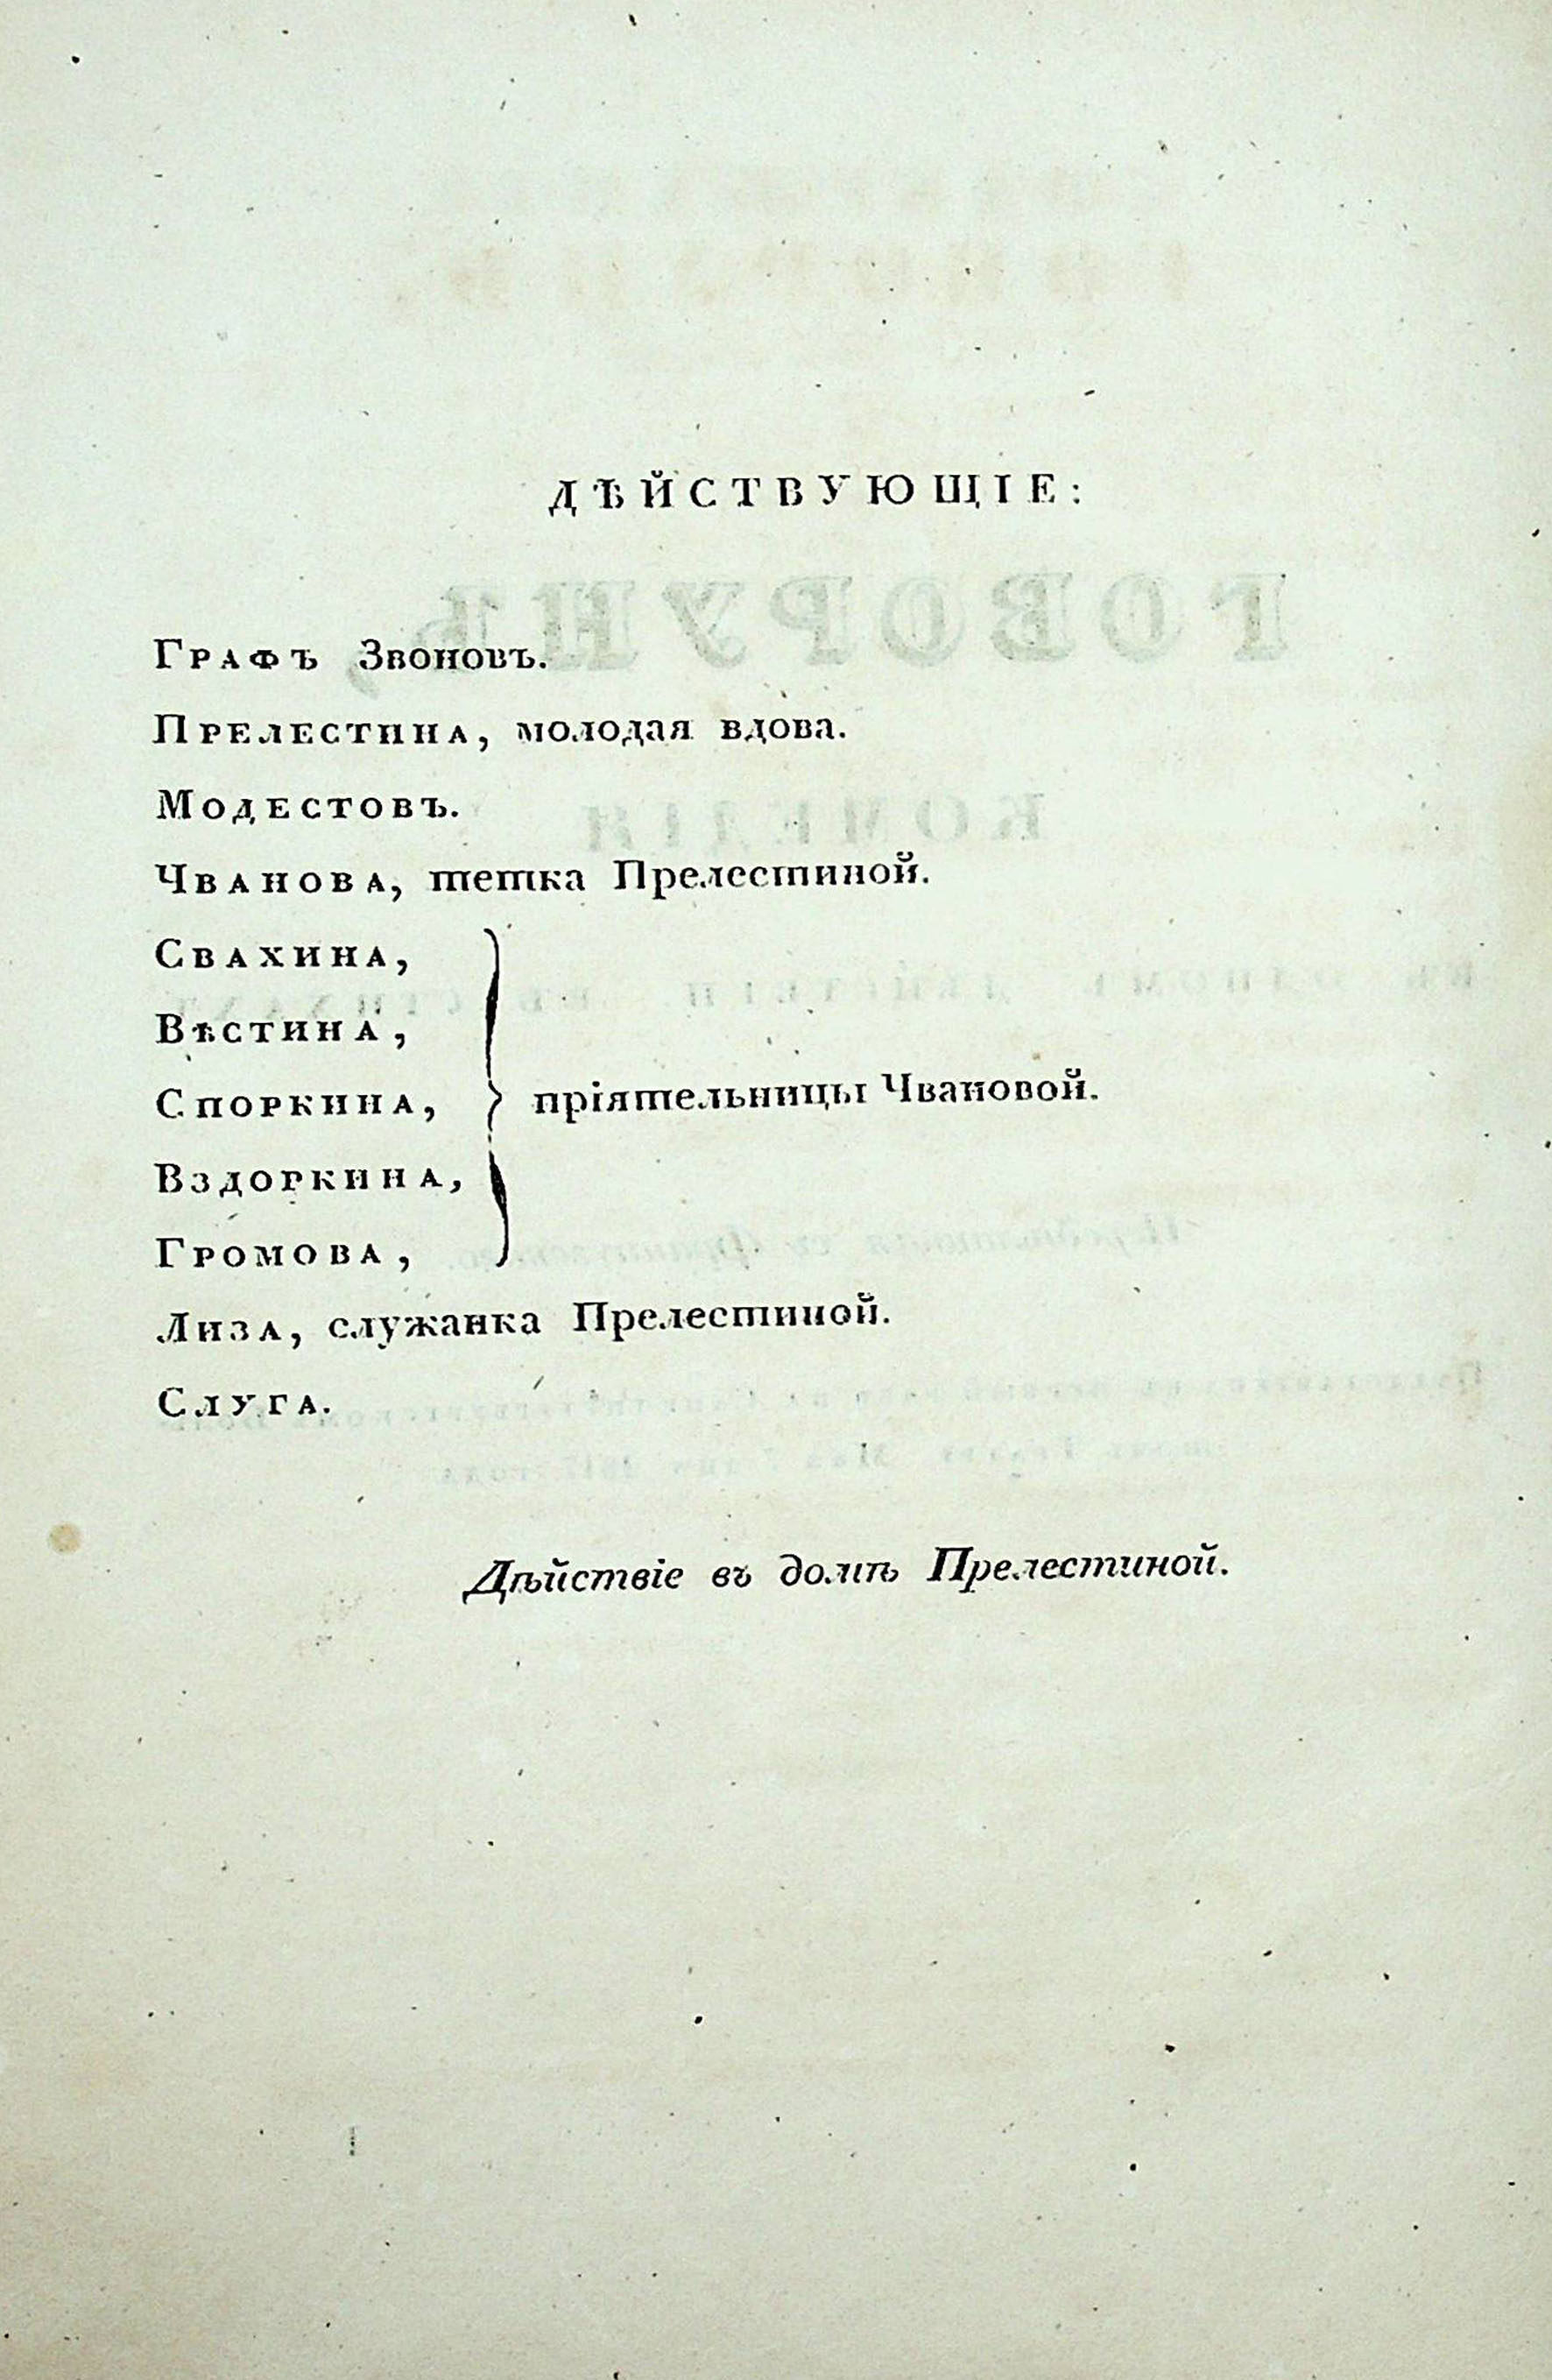 ДѢЙСТВУЮЩІЕ:
Графъ Звоновъ.
Прелестина, молодая вдова.
Модестовъ.
Чванова, тетка Прелестиной.
Свахина,
Вѣстина,
Споркина, } пріятельницы Чвановой.
Вздоркина,
Громова,
Лиза, служанка Прелестиной.
Слуга.
Дѣйствіе въ домѣ Прелестиной.